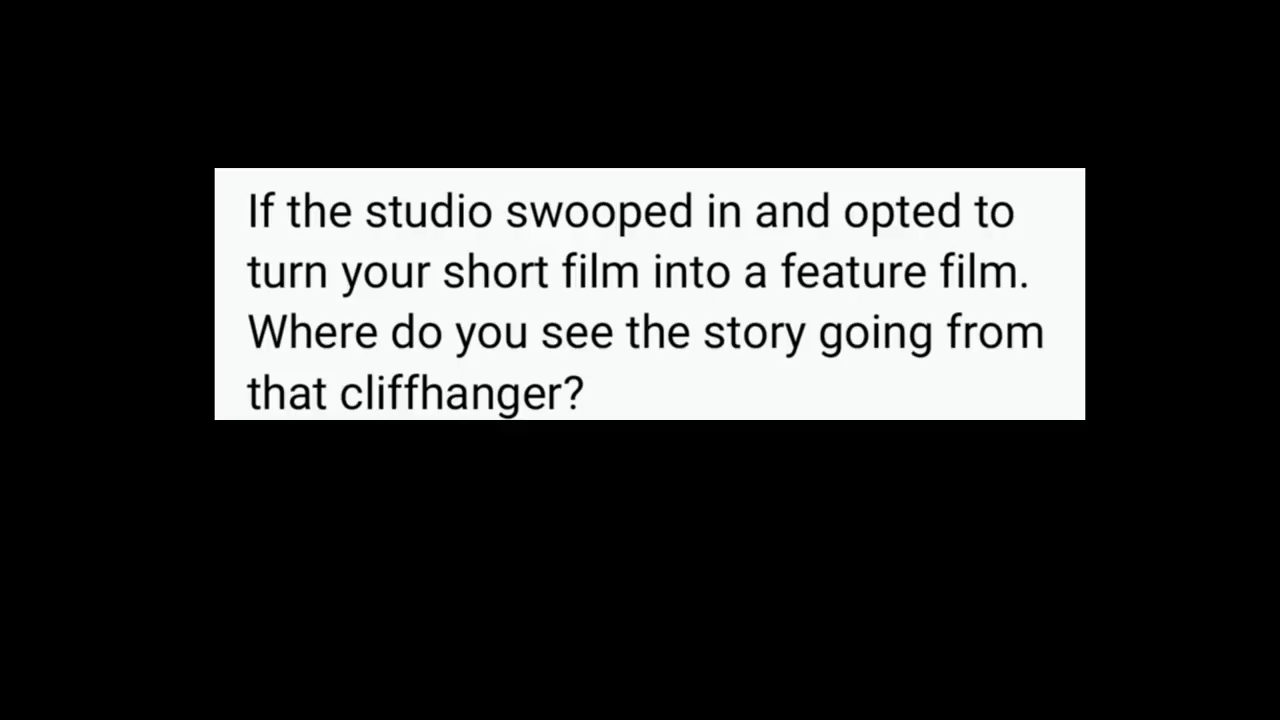 If the studio swooped in and opted to
turn your short film into a feature film.
Where do you see the story going from
that cliffhanger?